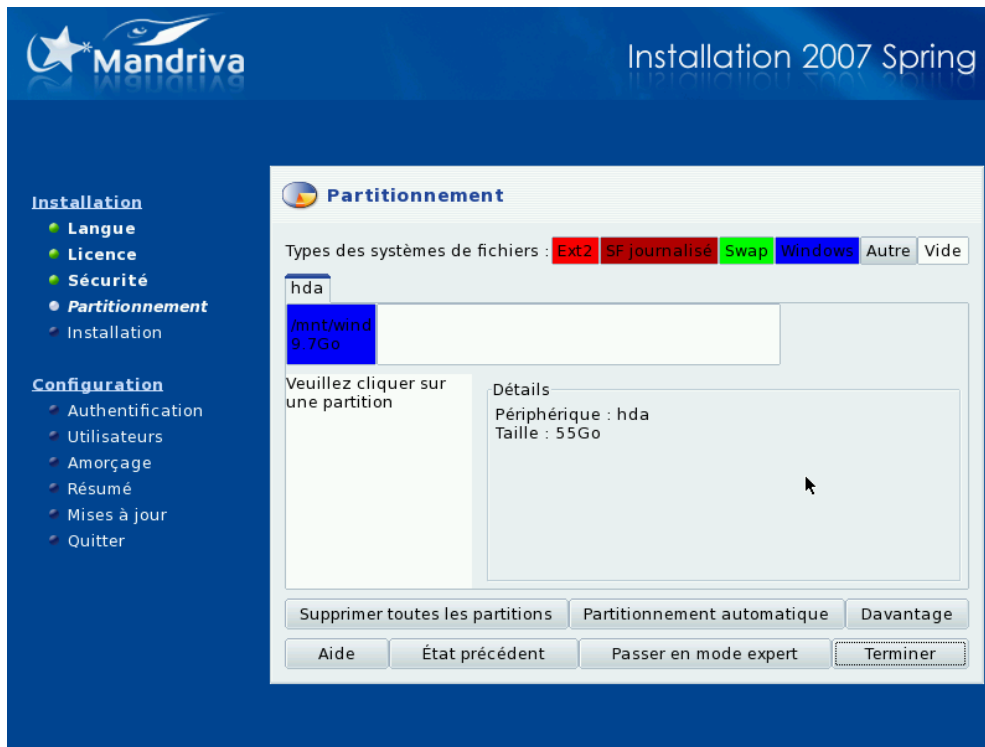 Mandriva
Installation 2007 Spring
Installation
Langue
Licence
Sécurité
Partitionnement
Installation
Configuration
Authentification
Utilisateurs
Amorçage
Résumé
Mises à jour
Quitter
Partitionnement
Types des systèmes de fichiers : Ext2 SF journalisé Swap Windows Autre Vide
hda
/mnt/wind
9.7Go
Veuillez cliquer sur
une partition
Détails
Périphérique : hda
Taille : 55Go
Supprimer toutes les partitions Partitionnement automatique Davantage
Aide État précédent Passer en mode expert Terminer